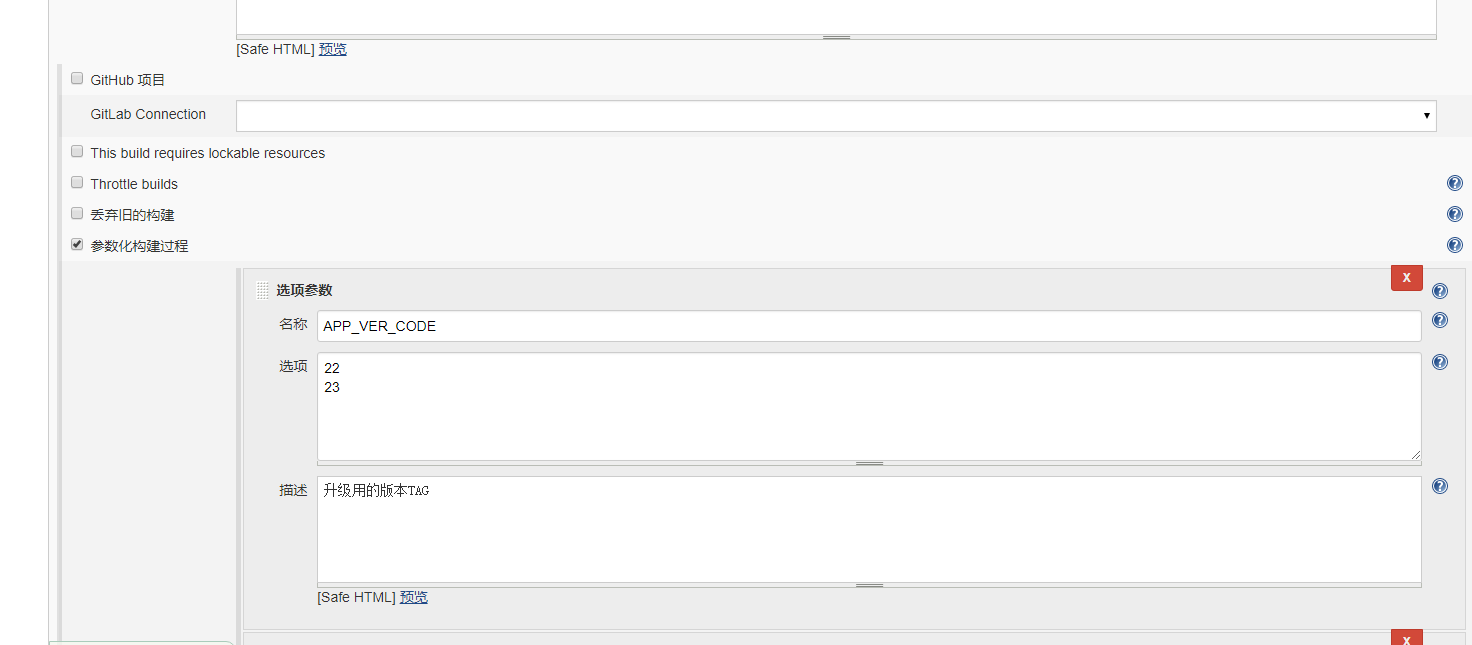 [Safe HTML] 预览
GitHub 项目
GitLab Connection
This build requires lockable resources
Throttle builds
丢弃旧的构建
参数化构建过程
X
选项参数
名称 APP_VER_CODE
选项 22
23
描述 升级用的版本TAG
[Safe HTML] 预览
X